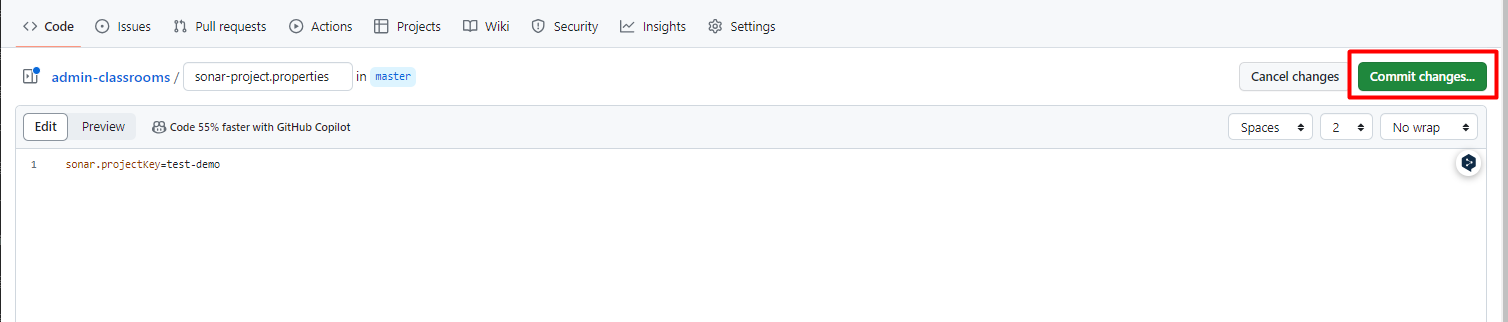 Code Issues Pull requests Actions Projects Wiki Security Insights Settings
admin-classrooms / sonar-project.properties in master Cancel changes Commit changes...
Edit Preview Code 55% faster with GitHub Copilot Spaces 2 No wrap
1 sonar.projectKey=test-demo